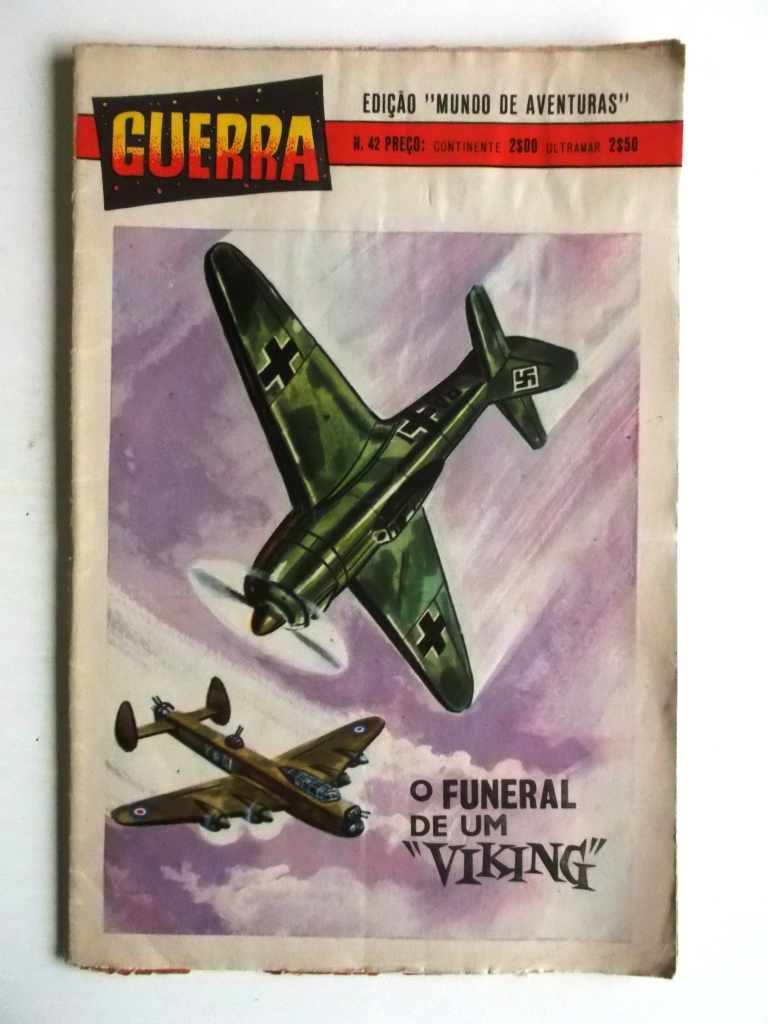 GUERRA
EDIÇÃO "MUNDO DE AVENTURAS"
N. 42 PREÇO: CONTINENTE 2$00 ULTRAMAR 2$50
O FUNERAL
DE UM
"VIKING"